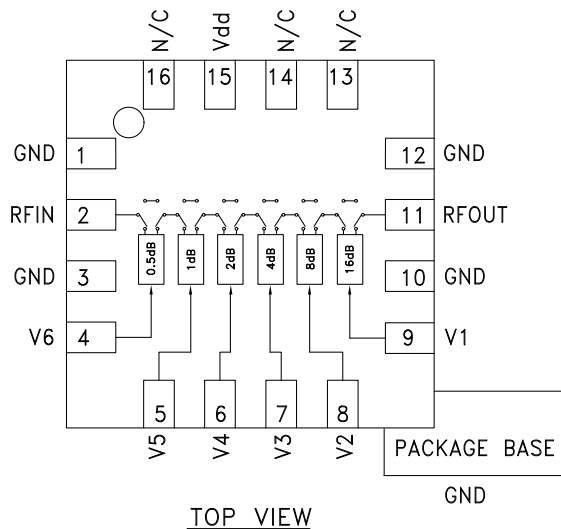 N/C
Vdd
N/C
N/C
16
15
14
13
GND
1
12
GND
RFIN
2
11
RFOUT
0.5dB
1dB
2dB
4dB
8dB
16dB
GND
3
10
GND
V6
4
9
V1
5
6
7
8
V5
V4
V3
V2
PACKAGE BASE
GND
TOP VIEW